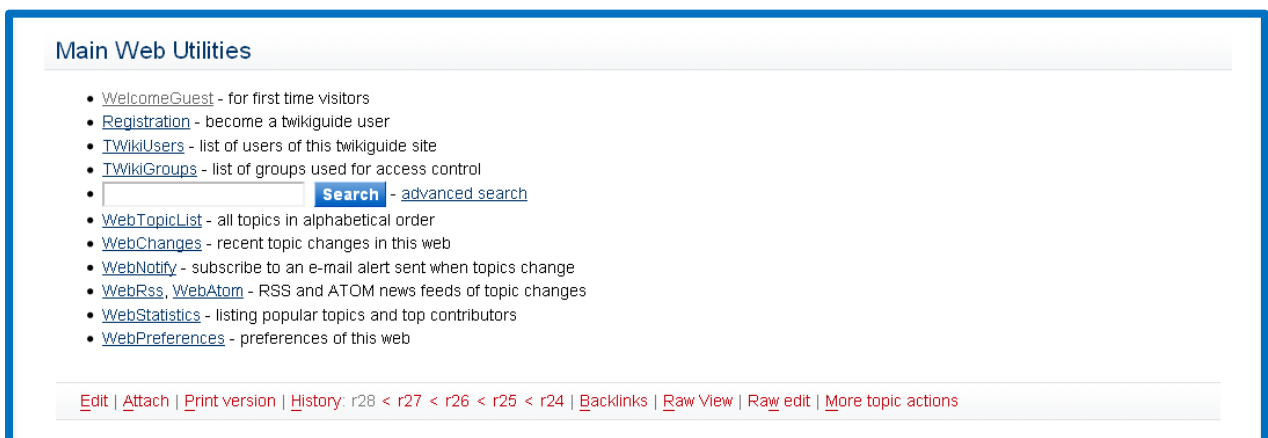 Main Web Utilities
• WelcomeGuest - for first time visitors
• Registration - become a twikiguide user
• TWikiUsers - list of users of this twikiguide site
• TWikiGroups - list of groups used for access control
• Search - advanced search
• WebTopicList - all topics in alphabetical order
• WebChanges - recent topic changes in this web
• WebNotify - subscribe to an e-mail alert sent when topics change
• WebRss, WebAtom - RSS and ATOM news feeds of topic changes
• WebStatistics - listing popular topics and top contributors
• WebPreferences - preferences of this web
Edit | Attach | Print version | History: r28 < r27 < r26 < r25 < r24 | Backlinks | Raw View | Raw edit | More topic actions